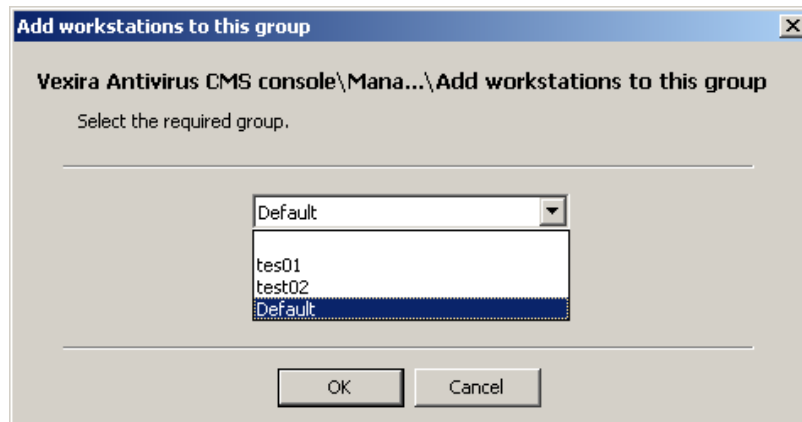 Add workstations to this group
Vexira Antivirus CMS console\Mana...\Add workstations to this group
Select the required group.
Default
tes01
test02
Default
OK Cancel